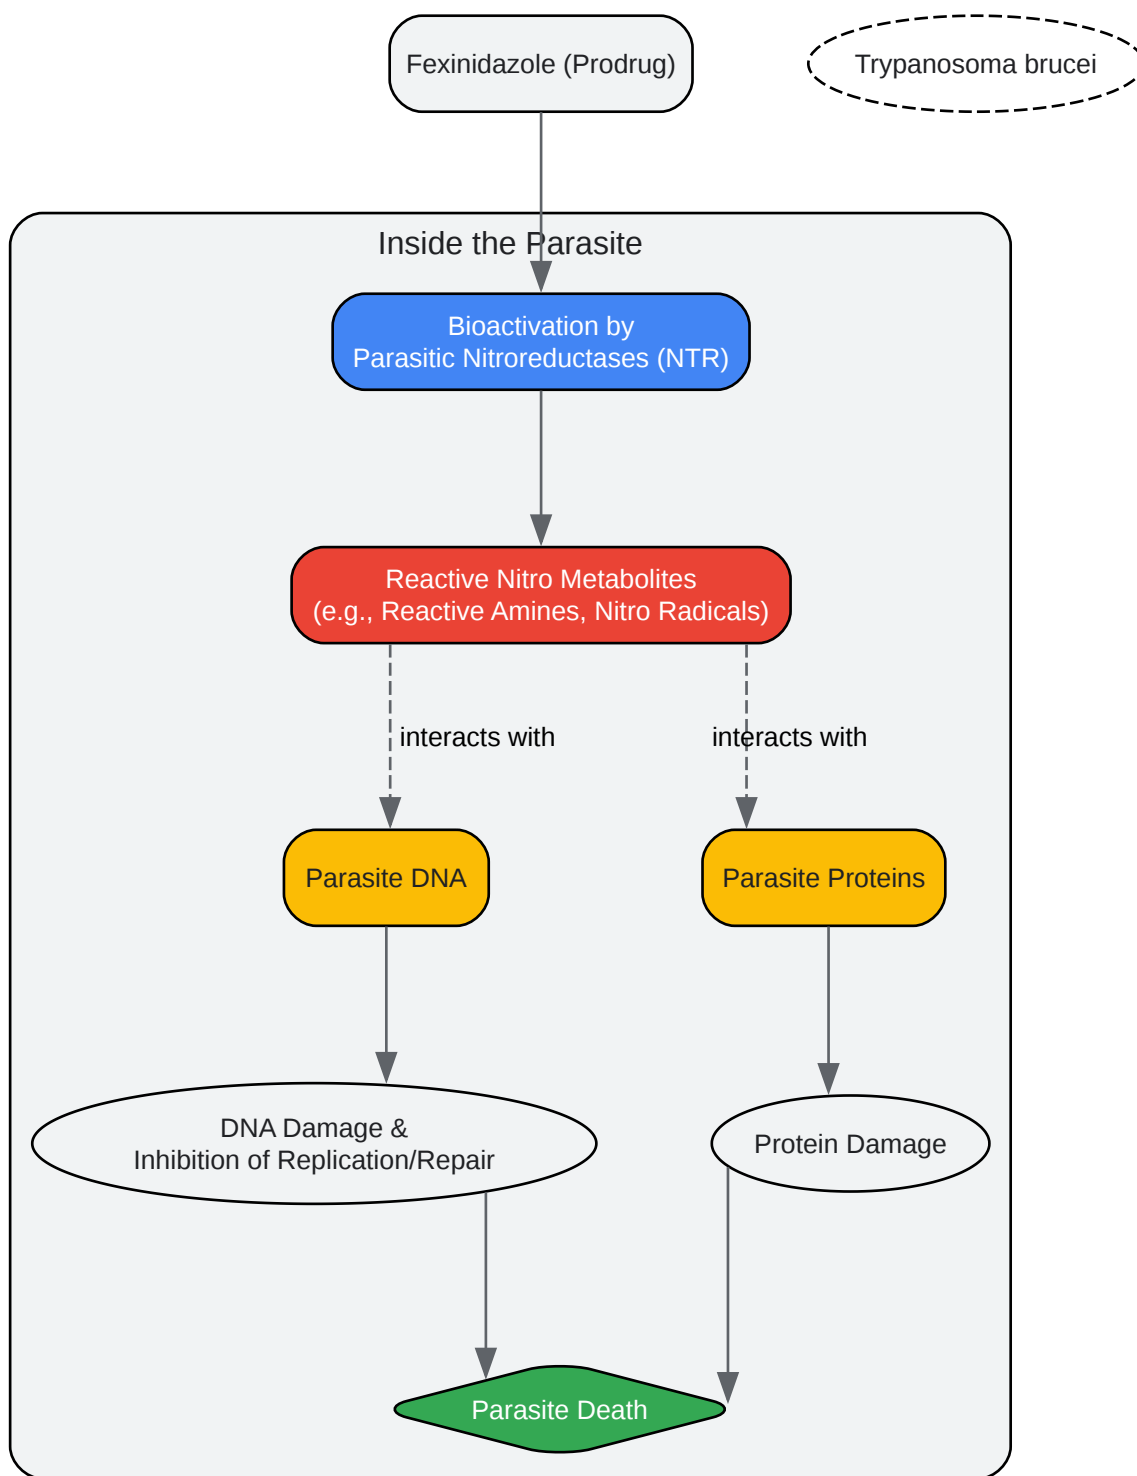 Fexinidazole (Prodrug)
Trypanosoma brucei
Inside the Parasite
Bioactivation by
Parasitic Nitroreductases (NTR)
Reactive Nitro Metabolites
(e.g., Reactive Amines, Nitro Radicals)
interacts with
interacts with
Parasite DNA
Parasite Proteins
DNA Damage &
Inhibition of Replication/Repair
Protein Damage
Parasite Death